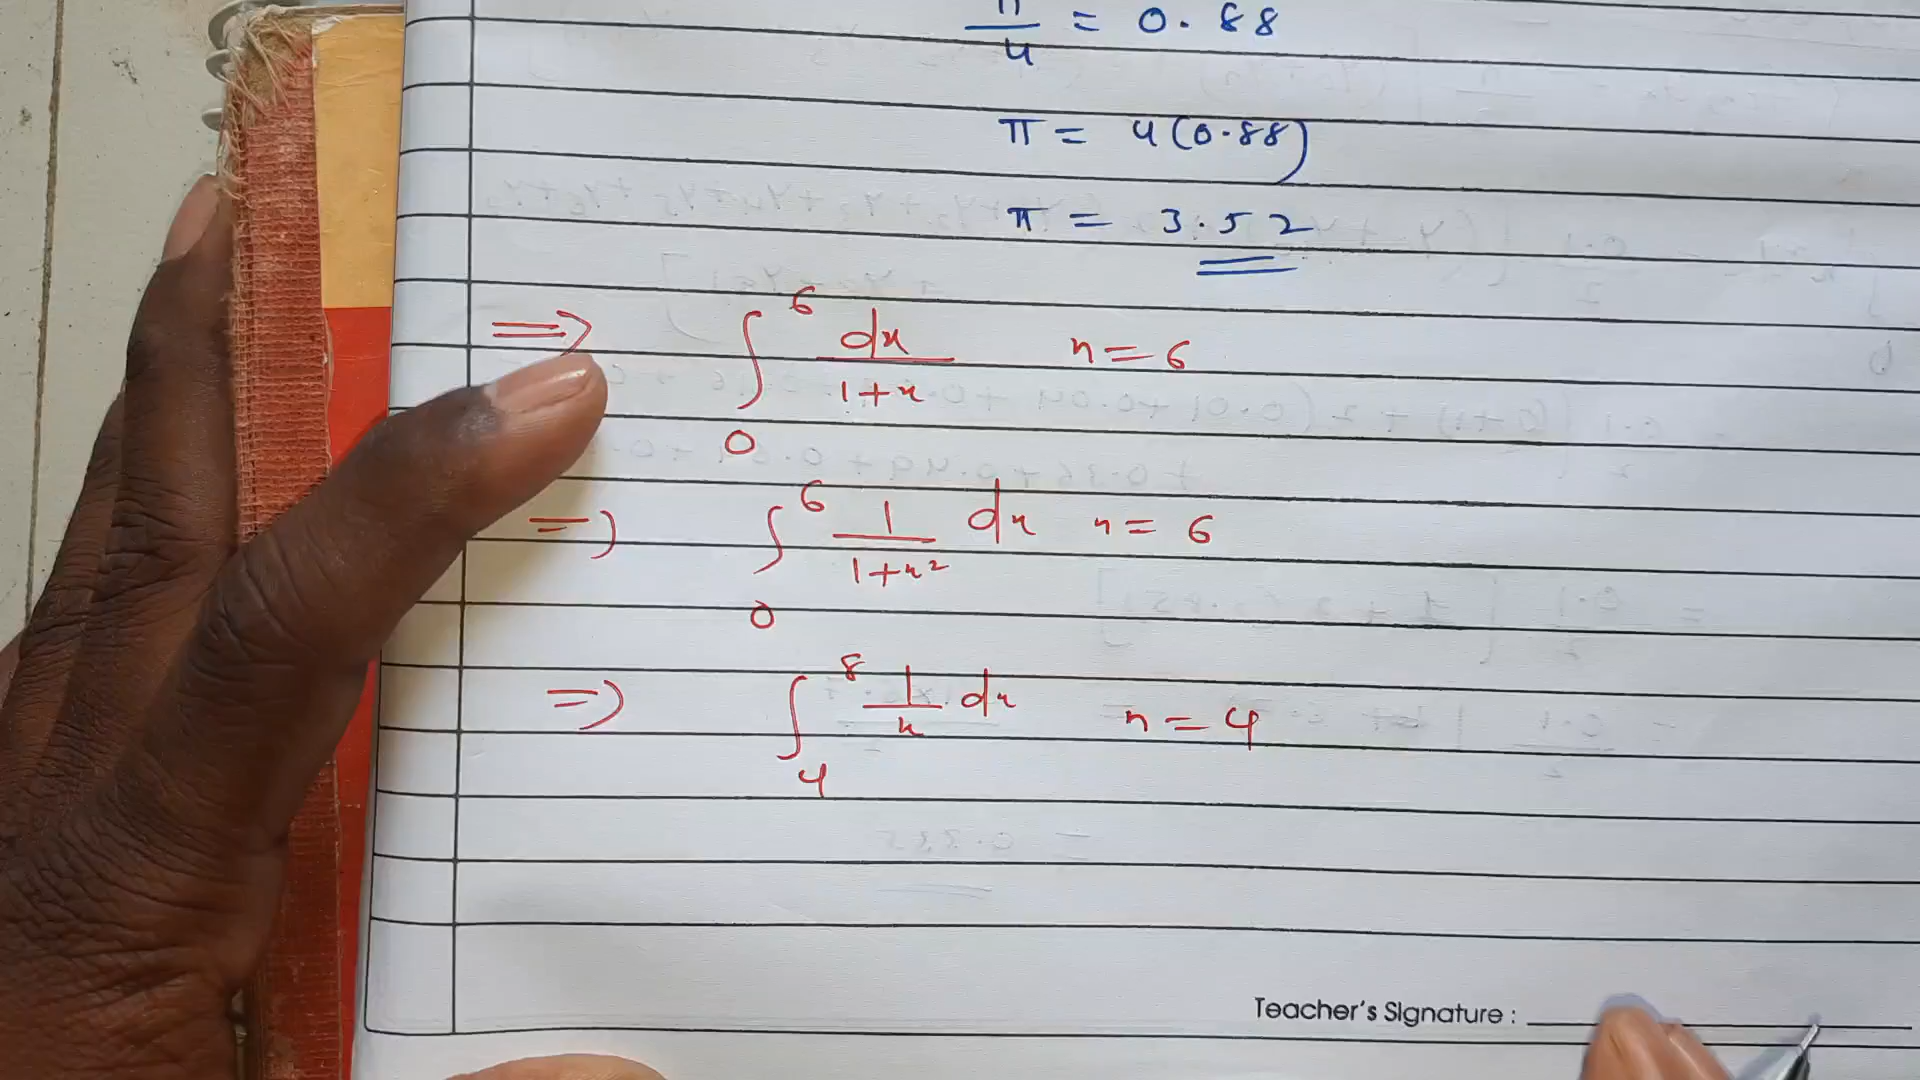 π/4 = 0.88
π = 4(0.88)
π = 3.52
=> ∫₀⁶ dx/(1+x) n = 6
=> ∫₀⁶ 1/(1+x²) dx n = 6
=> ∫₄⁸ 1/x dx n = 4
Teacher's Signature :